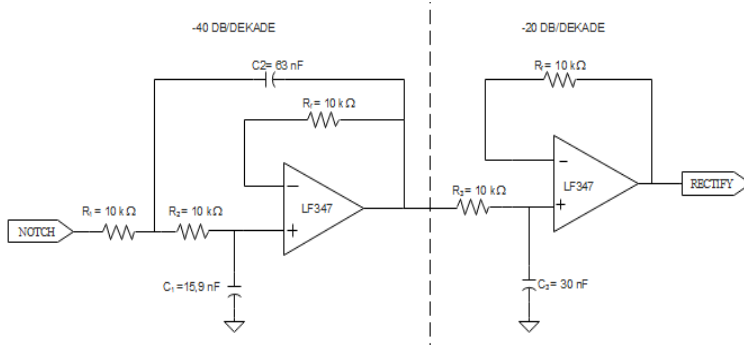 -40 DB/DEKADE
-20 DB/DEKADE
C2= 63 nF
Rf= 10 kΩ
Rf= 10 kΩ
R1= 10 kΩ
R2= 10 kΩ
R3= 10 kΩ
−
+
LF347
−
+
LF347
NOTCH
RECTIFY
C1 =15,9 nF
C3= 30 nF